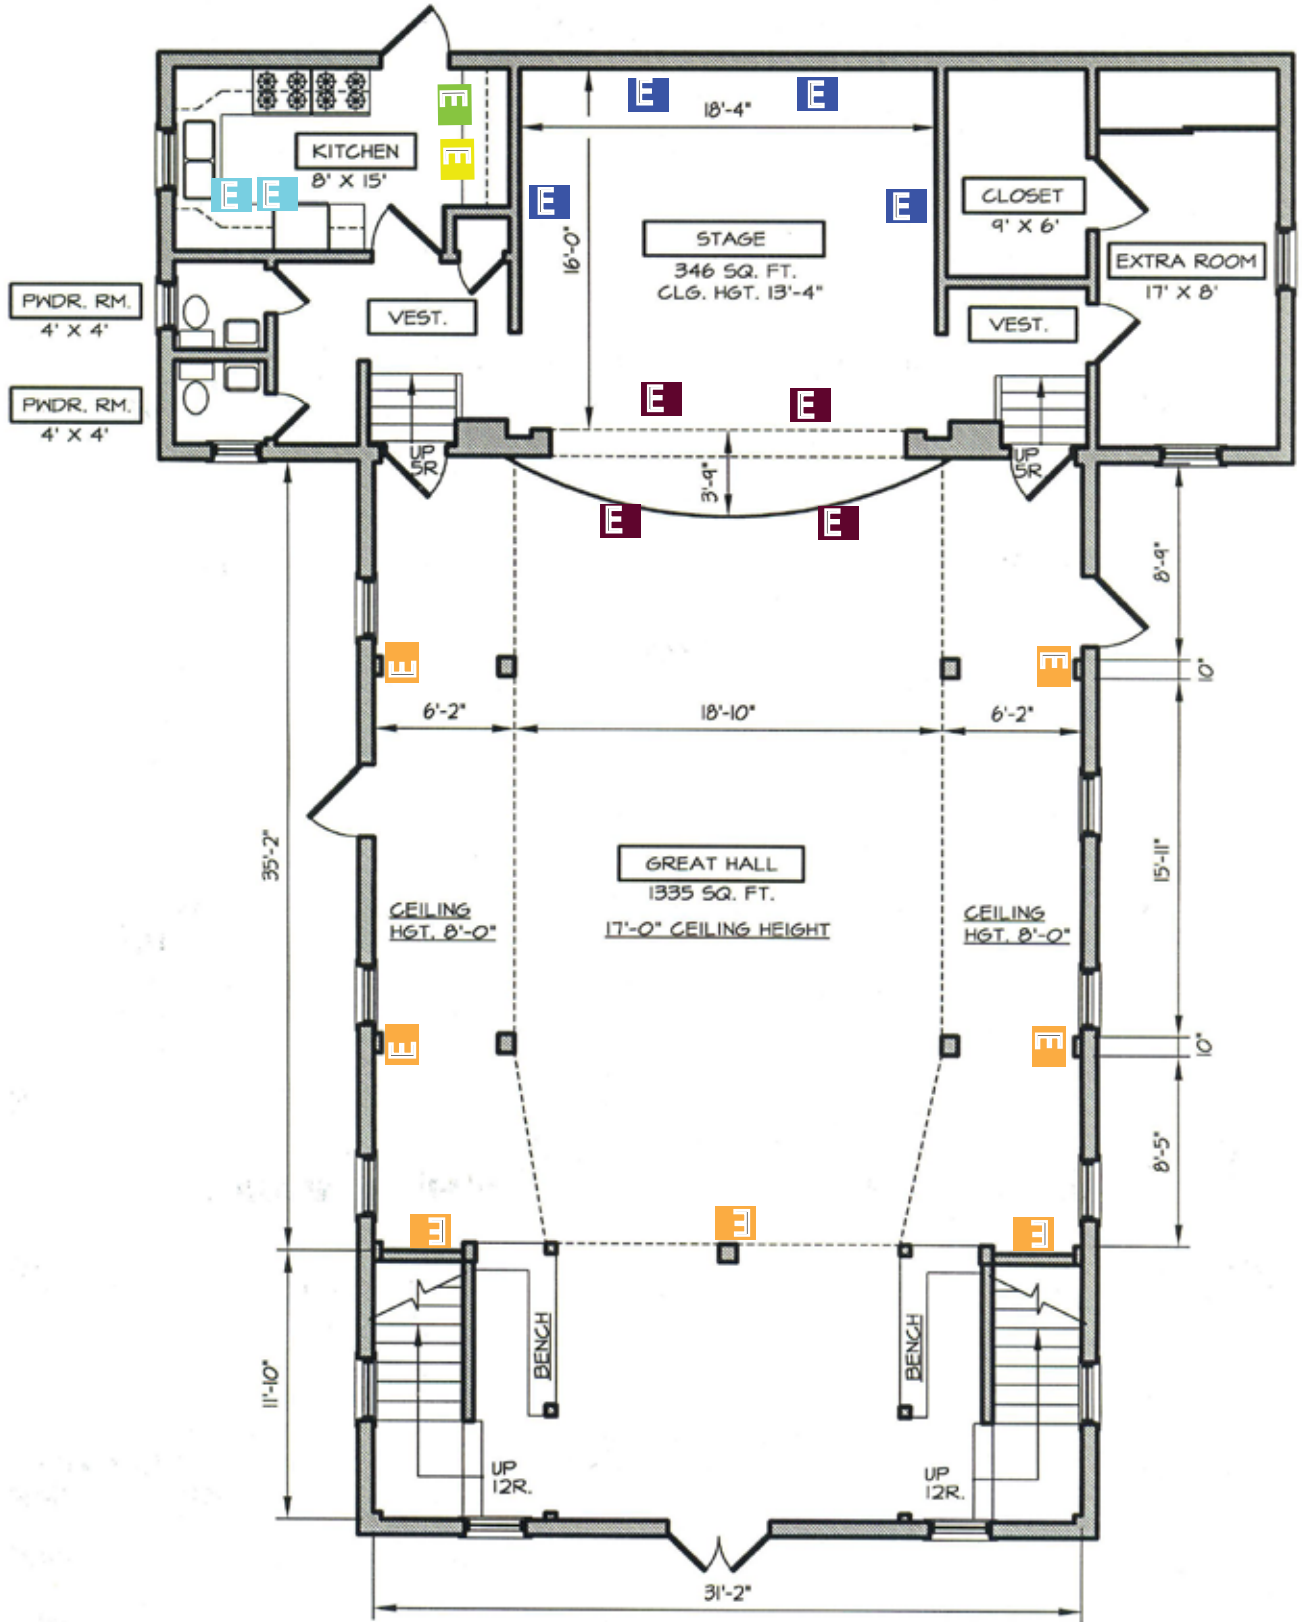 E
E
E
18'-4"
KITCHEN
8' X 15'
E
E
E
E
E
CLOSET
9' X 6'
STAGE
346 SQ. FT.
CLG. HGT. 13'-4"
16'-0"
EXTRA ROOM
17' X 8'
PWDR. RM.
4' X 4'
VEST.
VEST.
PWDR. RM.
4' X 4'
E
E
UP
5R
UP
5R
3'-9"
E
E
8'-9"
E
E
10"
6'-2"
18'-10"
6'-2"
35'-2"
15'-11"
GREAT HALL
1335 SQ. FT.
17'-0" CEILING HEIGHT
CEILING
HGT. 8'-0"
CEILING
HGT. 8'-0"
E
E
10"
8'-5"
E
E
E
BENCH
BENCH
11'-10"
UP
12R.
UP
12R.
31'-2"